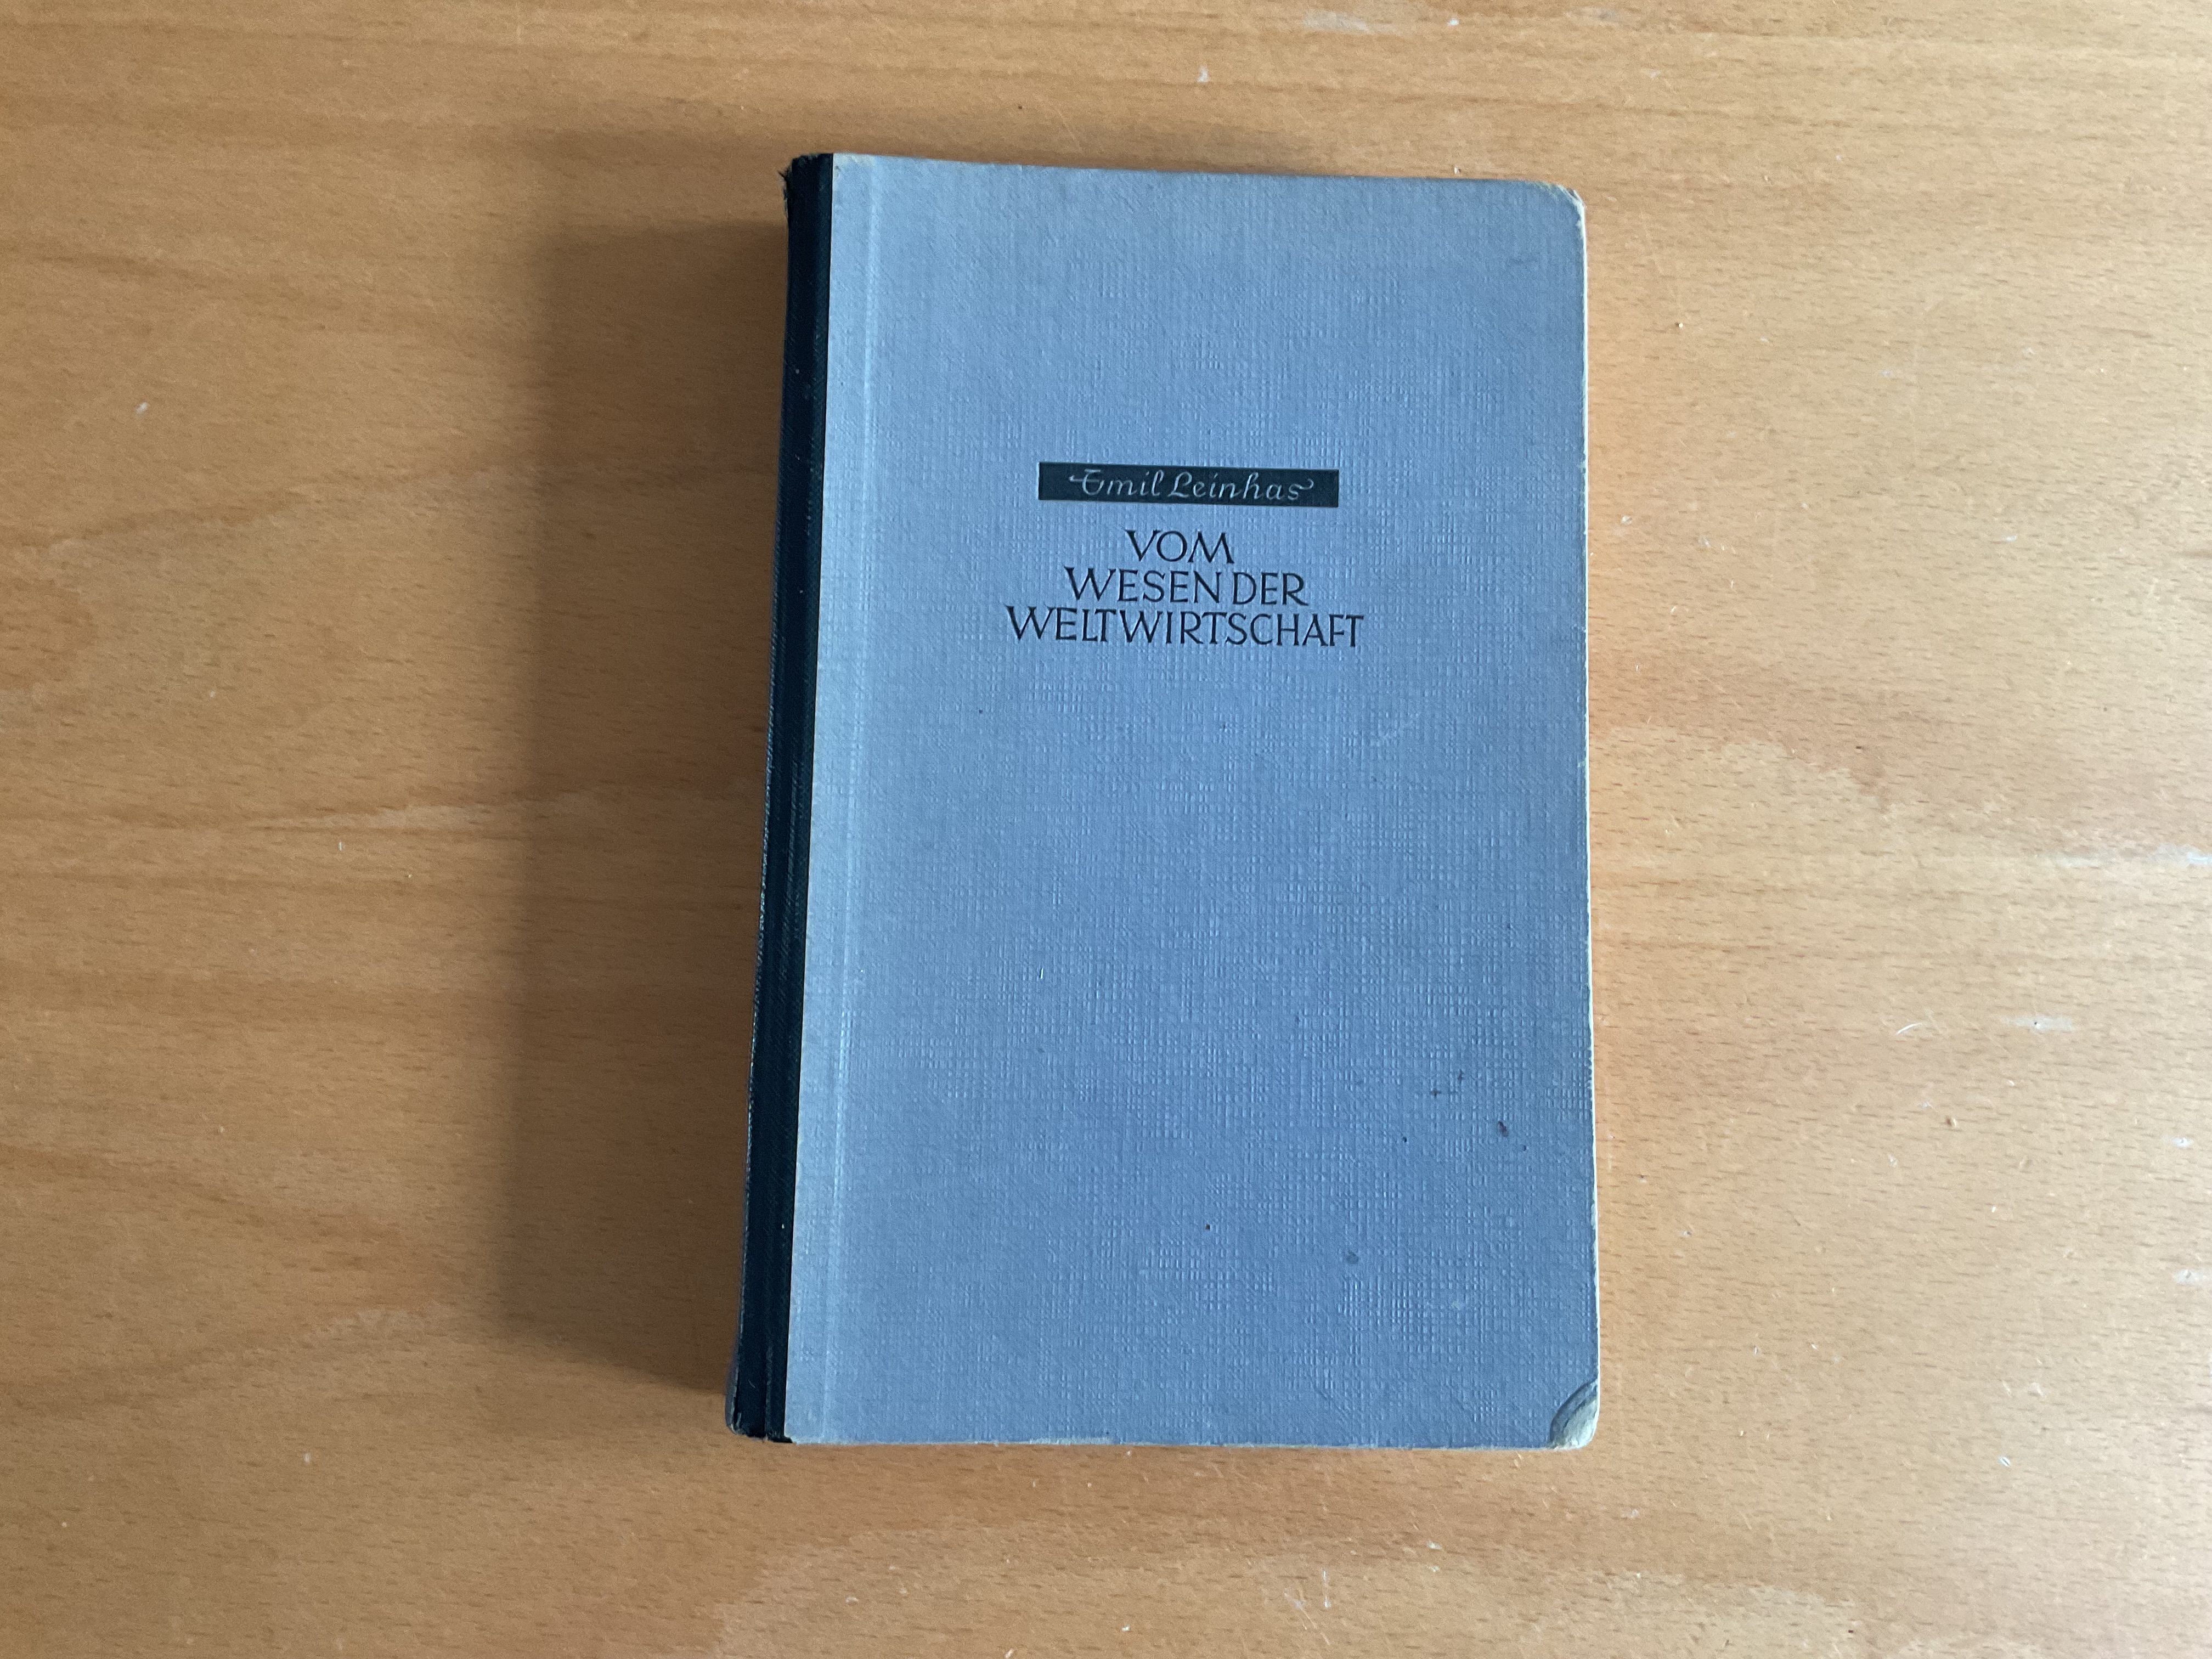 Emil Leinhas
VOM
WESEN DER
WELTWIRTSCHAFT